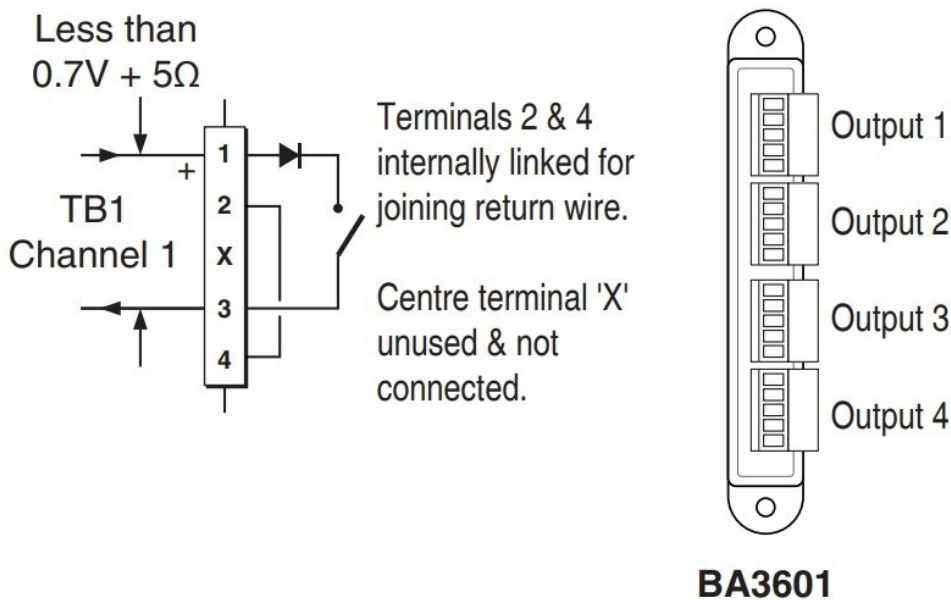 Less than
0.7V + 5Ω
+
TB1
Channel 1
1
2
X
3
4
Terminals 2 & 4
internally linked for
joining return wire.
Centre terminal 'X'
unused & not
connected.
Output 1
Output 2
Output 3
Output 4
BA3601